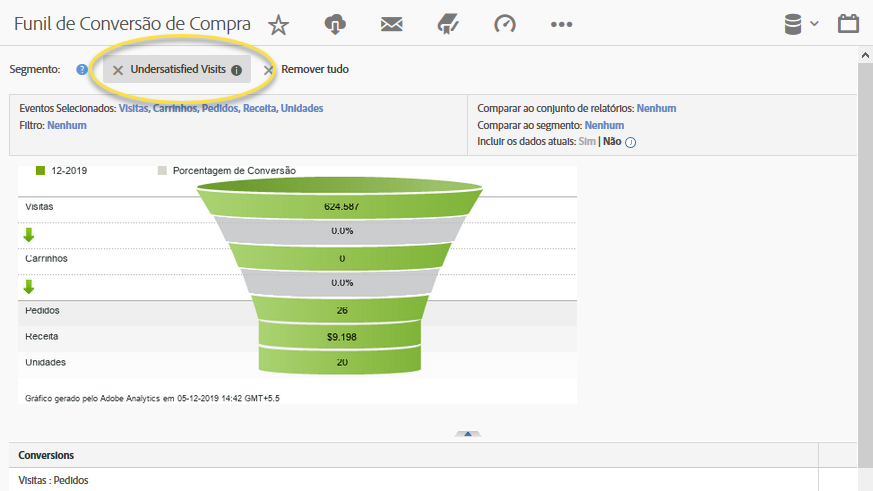 Funil de Conversão de Compra
Segmento: Undersatisfied Visits Remover tudo
Eventos Selecionados: Visitas, Carrinhos, Pedidos, Receita, Unidades
Filtro: Nenhum
Comparar ao conjunto de relatórios: Nenhum
Comparar ao segmento: Nenhum
Incluir os dados atuais: Sim | Não
12-2019 Porcentagem de Conversão
Visitas 624.587
0.0%
Carrinhos 0
0.0%
Pedidos 26
Receita $9.198
Unidades 20
Gráfico gerado pelo Adobe Analytics em 05-12-2019 14:42 GMT+5.5
Conversions
Visitas : Pedidos